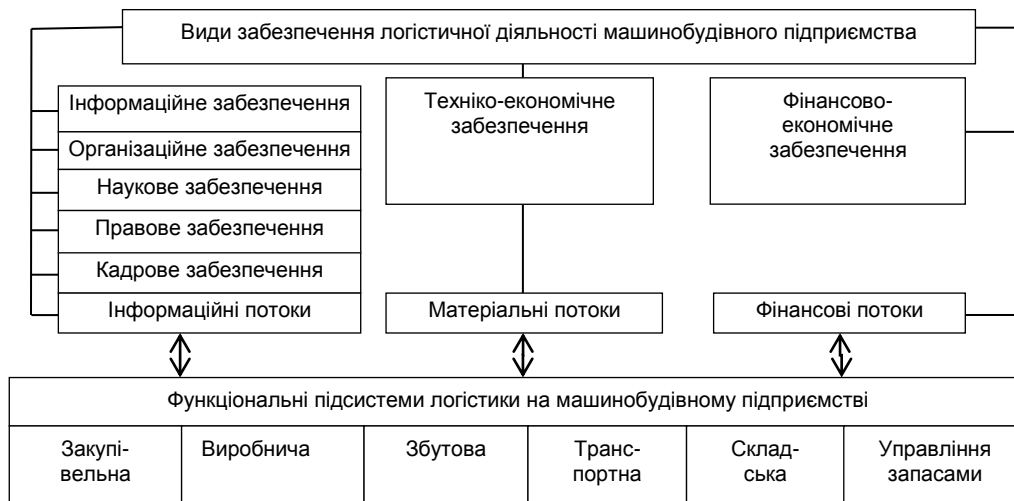 Види забезпечення логістичної діяльності машинобудівного підприємства
Інформаційне забезпечення
Організаційне забезпечення
Наукове забезпечення
Правове забезпечення
Кадрове забезпечення
Інформаційні потоки
Техніко-економічне
забезпечення
Матеріальні потоки
Фінансово-
економічне
забезпечення
Фінансові потоки
Функціональні підсистеми логістики на машинобудівному підприємстві
Закупі-
вельна
Виробнича
Збутова
Транс-
портна
Склад-
ська
Управління
запасами